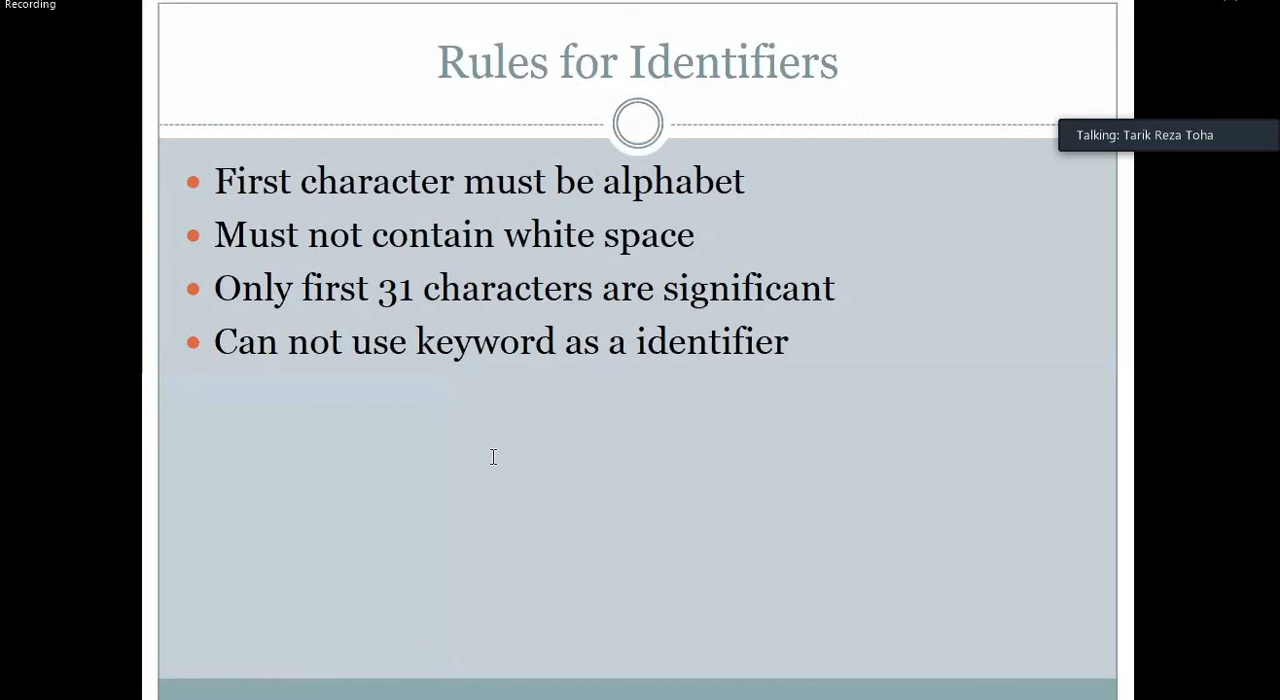 Recording
Rules for Identifiers
Talking: Tarik Reza Toha
First character must be alphabet
Must not contain white space
Only first 31 characters are significant
Can not use keyword as a identifier